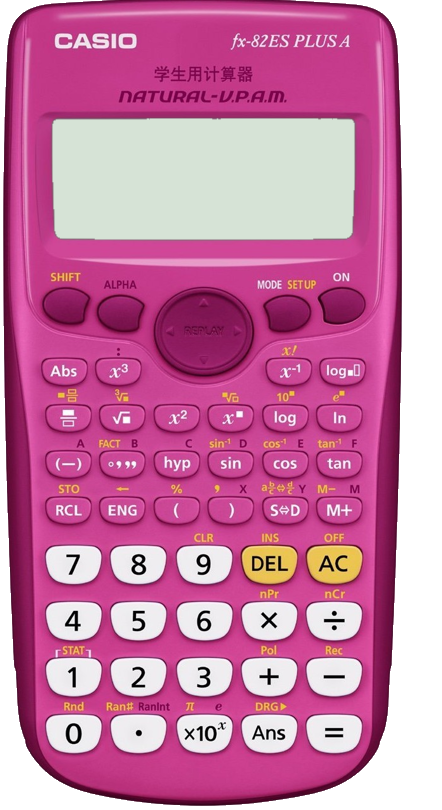 CASIO fx-82ES PLUS A
学生用计算器
NATURAL-V.P.A.M.
SHIFT ALPHA MODE SETUP ON
REPLAY
: x!
Abs x³ x⁻¹ log■▯
■▯/▯ ³√■ ˣ√▯ 10■ e■
√■ x² x■ log ln
A FACT B C sin⁻¹ D cos⁻¹ E tan⁻¹ F
(−) °,,, hyp sin cos tan
STO ← % , X a b/c⇔d/c Y M− M
RCL ENG ( ) S⇔D M+
CLR INS OFF
7 8 9 DEL AC
nPr nCr
4 5 6 × ÷
STAT Pol Rec
1 2 3 + −
Rnd Ran# RanInt π e DRG▶
0 • ×10ˣ Ans =